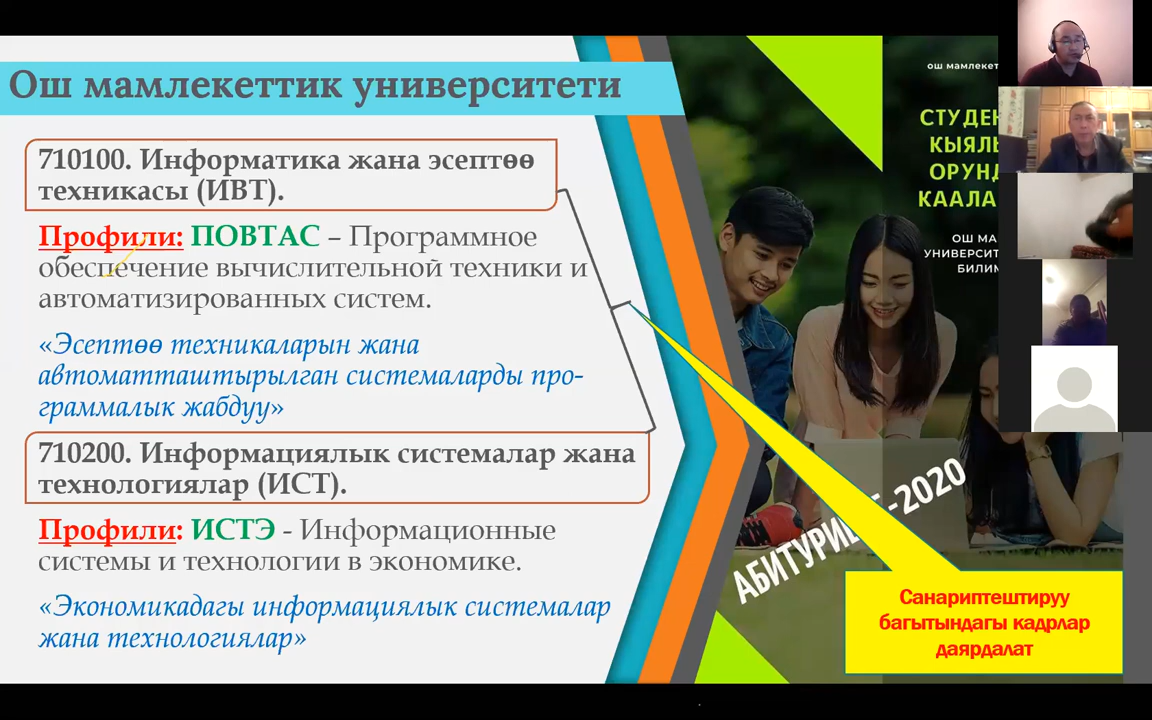 Ош мамлекеттик университети
710100. Информатика жана эсептөө
техникасы (ИВТ).
Профили: ПОВТАС – Программное
обеспечение вычислительной техники и
автоматизированных систем.
«Эсептөө техникаларын жана
автоматташтырылган системаларды про-
граммалык жабдуу»
710200. Информациялык системалар жана
технологиялар (ИСТ).
Профили: ИСТЭ - Информационные
системы и технологии в экономике.
«Экономикадагы информациялык системалар
жана технологиялар»
ош мамлекет
СТУДЕН
КЫЯЛЬ
ОРУНД
КААЛА
ОШ МА
УНИВЕРСИТ
БИЛИМ
-2020
Санариптештирүү
багытындагы кадрлар
даярдалат